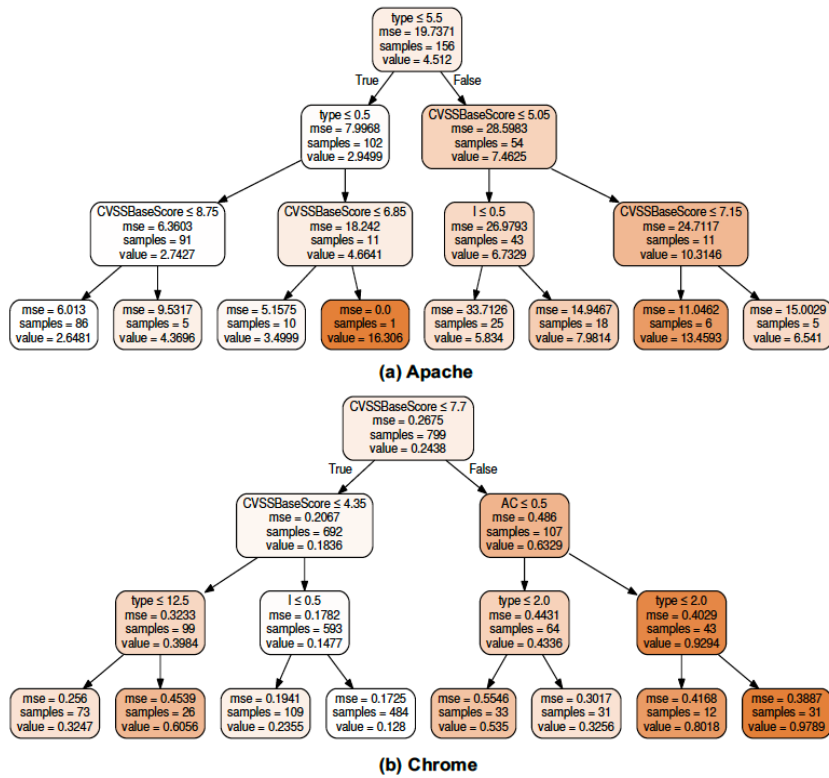 type ≤ 5.5
mse = 19.7371
samples = 156
value = 4.512
True
False
type ≤ 0.5
mse = 7.9968
samples = 102
value = 2.9499
CVSSBaseScore ≤ 5.05
mse = 28.5983
samples = 54
value = 7.4625
CVSSBaseScore ≤ 8.75
mse = 6.3603
samples = 91
value = 2.7427
CVSSBaseScore ≤ 6.85
mse = 18.242
samples = 11
value = 4.6641
I ≤ 0.5
mse = 26.9793
samples = 43
value = 6.7329
CVSSBaseScore ≤ 7.15
mse = 24.7117
samples = 11
value = 10.3146
mse = 6.013
samples = 86
value = 2.6481
mse = 9.5317
samples = 5
value = 4.3696
mse = 5.1575
samples = 10
value = 3.4999
mse = 0.0
samples = 1
value = 16.306
mse = 33.7126
samples = 25
value = 5.834
mse = 14.9467
samples = 18
value = 7.9814
mse = 11.0462
samples = 6
value = 13.4593
mse = 15.0029
samples = 5
value = 6.541
(a) Apache
CVSSBaseScore ≤ 7.7
mse = 0.2675
samples = 799
value = 0.2438
True
False
CVSSBaseScore ≤ 4.35
mse = 0.2067
samples = 692
value = 0.1836
AC ≤ 0.5
mse = 0.486
samples = 107
value = 0.6329
type ≤ 12.5
mse = 0.3233
samples = 99
value = 0.3984
I ≤ 0.5
mse = 0.1782
samples = 593
value = 0.1477
type ≤ 2.0
mse = 0.4431
samples = 64
value = 0.4336
type ≤ 2.0
mse = 0.4029
samples = 43
value = 0.9294
mse = 0.256
samples = 73
value = 0.3247
mse = 0.4539
samples = 26
value = 0.6056
mse = 0.1941
samples = 109
value = 0.2355
mse = 0.1725
samples = 484
value = 0.128
mse = 0.5546
samples = 33
value = 0.535
mse = 0.3017
samples = 31
value = 0.3256
mse = 0.4168
samples = 12
value = 0.8018
mse = 0.3887
samples = 31
value = 0.9789
(b) Chrome